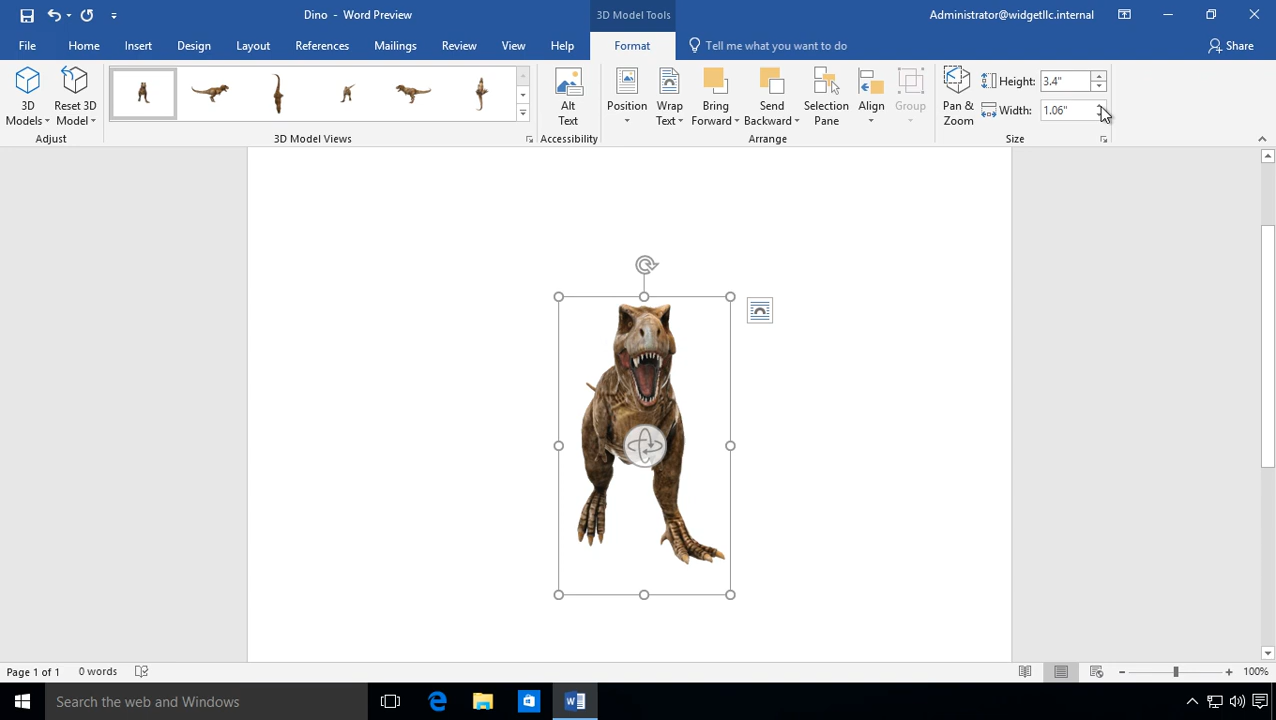 Dino - Word Preview
3D Model Tools
Administrator@widgetllc.internal
File
Home
Insert
Design
Layout
References
Mailings
Review
View
Help
Format
Tell me what you want to do
Share
3D
Models
Reset 3D
Model
Alt
Text
Position
Wrap
Text
Bring
Forward
Send
Backward
Selection
Pane
Align
Group
Pan &
Zoom
Height:
3.4"
Width:
1.06"
Adjust
3D Model Views
Accessibility
Arrange
Size
Page 1 of 1
0 words
100%
Search the web and Windows